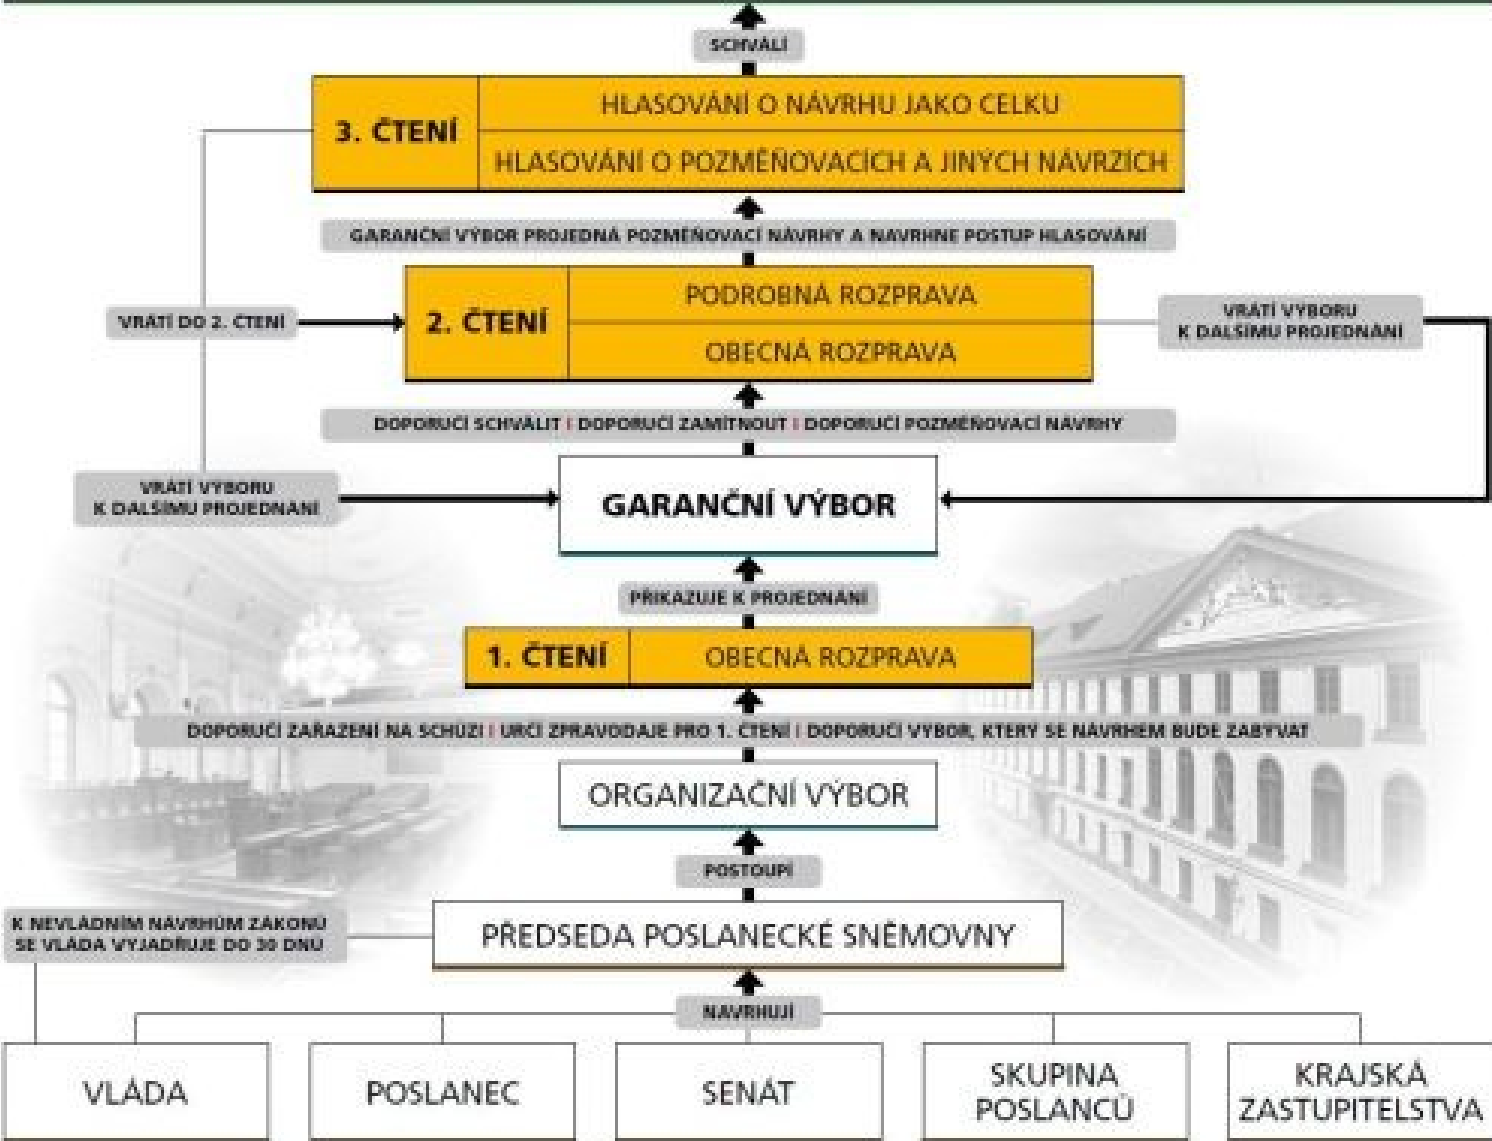 SCHVÁLÍ
3. ČTENÍ
HLASOVÁNÍ O NÁVRHU JAKO CELKU
HLASOVÁNÍ O POZMĚŇOVACÍCH A JINÝCH NÁVRZÍCH
GARANČNÍ VÝBOR PROJEDNÁ POZMĚŇOVACÍ NÁVRHY A NAVRHNE POSTUP HLASOVÁNÍ
2. ČTENÍ
PODROBNÁ ROZPRAVA
OBECNÁ ROZPRAVA
VRÁTÍ DO 2. ČTENÍ
VRÁTÍ VÝBORU
K DALŠÍMU PROJEDNÁNÍ
DOPORUČÍ SCHVÁLIT | DOPORUČÍ ZAMÍTNOUT | DOPORUČÍ POZMĚŇOVACÍ NÁVRHY
VRÁTÍ VÝBORU
K DALŠÍMU PROJEDNÁNÍ
GARANČNÍ VÝBOR
PŘIKAZUJE K PROJEDNÁNÍ
1. ČTENÍ
OBECNÁ ROZPRAVA
DOPORUČÍ ZAŘAZENÍ NA SCHŮZI | URČÍ ZPRAVODAJE PRO 1. ČTENÍ | DOPORUČÍ VÝBOR, KTERÝ SE NÁVRHEM BUDE ZABÝVAT
ORGANIZAČNÍ VÝBOR
POSTOUPÍ
K NEVLÁDNÍM NÁVRHŮM ZÁKONŮ
SE VLÁDA VYJADŘUJE DO 30 DNŮ
PŘEDSEDA POSLANECKÉ SNĚMOVNY
NAVRHUJÍ
VLÁDA
POSLANEC
SENÁT
SKUPINA
POSLANCŮ
KRAJSKÁ
ZASTUPITELSTVA